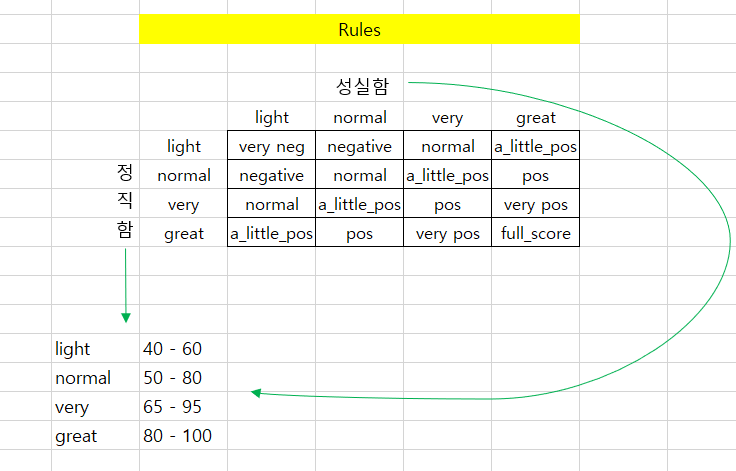 Rules
성실함
light normal very great
light very neg negative normal a_little_pos
정 normal negative normal a_little_pos pos
직 very normal a_little_pos pos very pos
함 great a_little_pos pos very pos full_score
light 40 - 60
normal 50 - 80
very 65 - 95
great 80 - 100